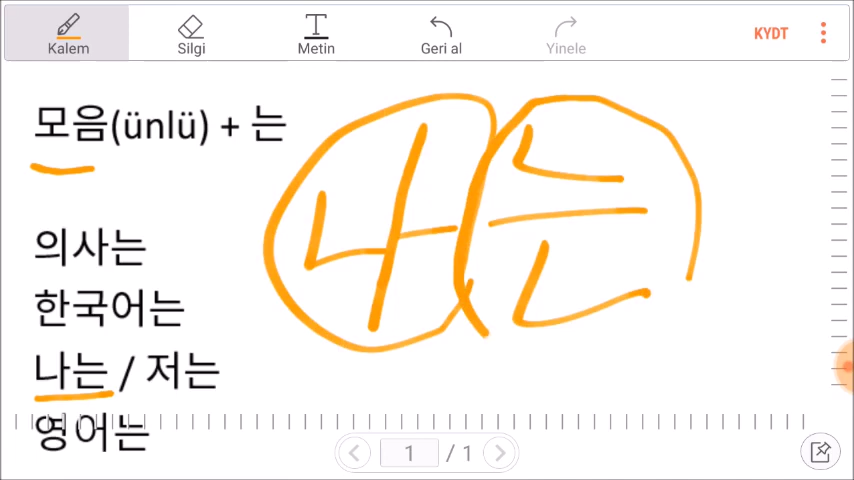 Kalem Silgi Metin Geri al Yinele KYDT
모음(ünlü) + 는
나는
의사는
한국어는
나는 / 저는
영어는
1 / 1